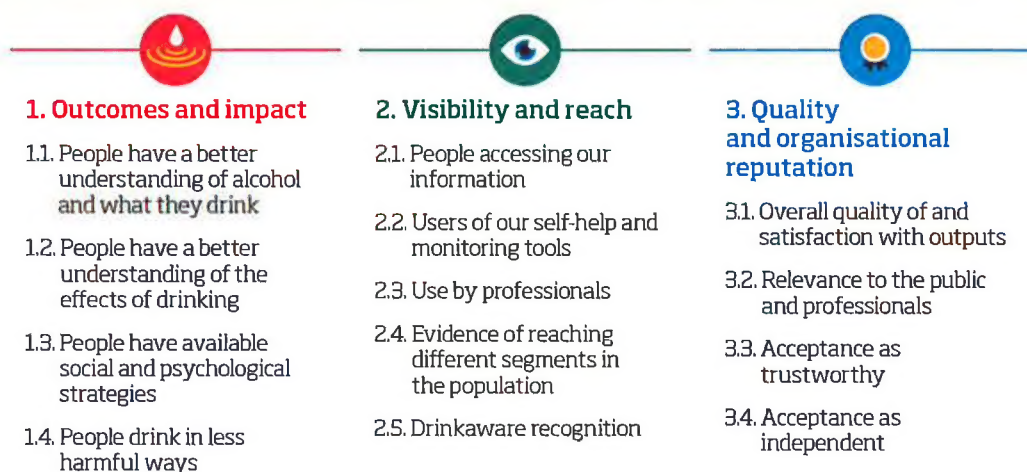 1. Outcomes and impact
1.1. People have a better
understanding of alcohol
and what they drink
1.2. People have a better
understanding of the
effects of drinking
1.3. People have available
social and psychological
strategies
1.4. People drink in less
harmful ways
2. Visibility and reach
2.1. People accessing our
information
2.2. Users of our self-help and
monitoring tools
2.3. Use by professionals
2.4. Evidence of reaching
different segments in
the population
2.5. Drinkaware recognition
3. Quality
and organisational
reputation
3.1. Overall quality of and
satisfaction with outputs
3.2. Relevance to the public
and professionals
3.3. Acceptance as
trustworthy
3.4. Acceptance as
independent